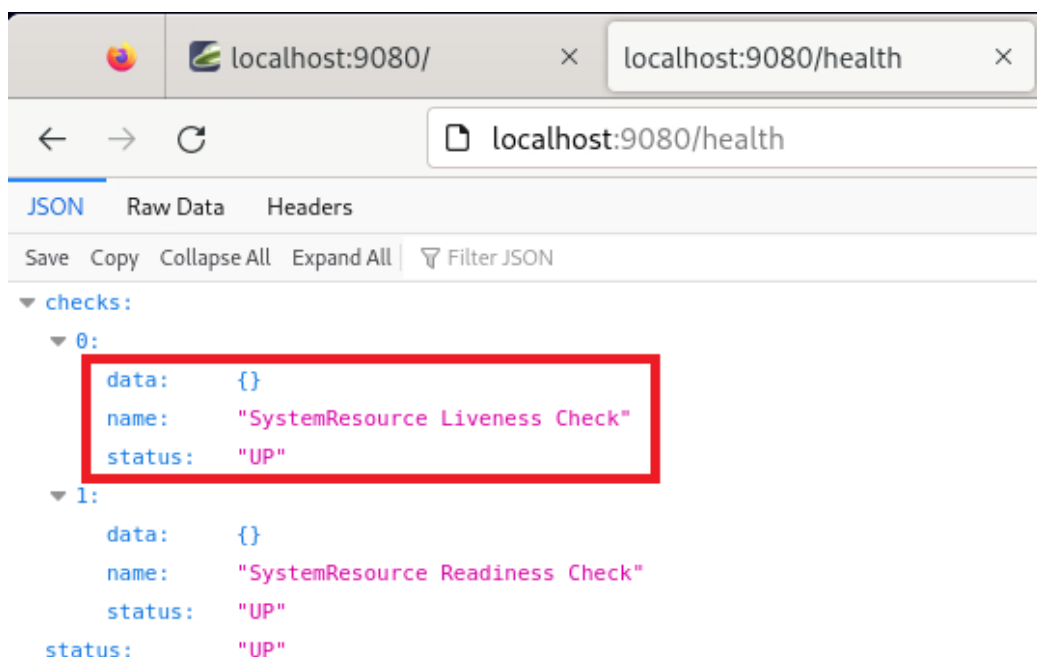 localhost:9080/ × localhost:9080/health ×
localhost:9080/health
JSON Raw Data Headers
Save Copy Collapse All Expand All Filter JSON
checks:
0:
data: {}
name: "SystemResource Liveness Check"
status: "UP"
1:
data: {}
name: "SystemResource Readiness Check"
status: "UP"
status: "UP"